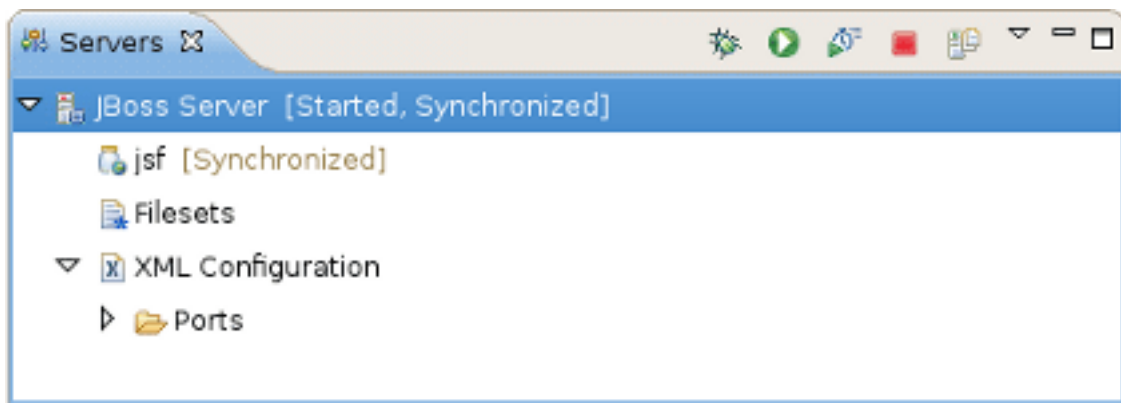 Servers
JBoss Server [Started, Synchronized]
jsf [Synchronized]
Filesets
XML Configuration
Ports